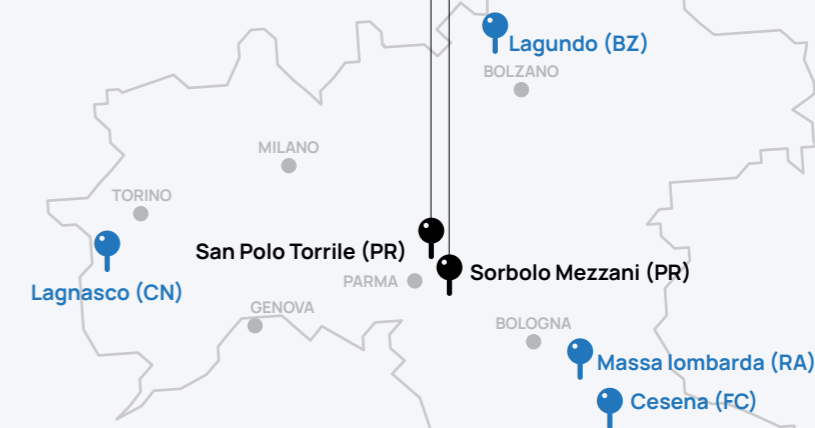 Lagundo (BZ)
BOLZANO
MILANO
TORINO
San Polo Torrile (PR)
Sorbolo Mezzani (PR)
PARMA
Lagnasco (CN)
GENOVA
BOLOGNA
Massa lombarda (RA)
Cesena (FC)